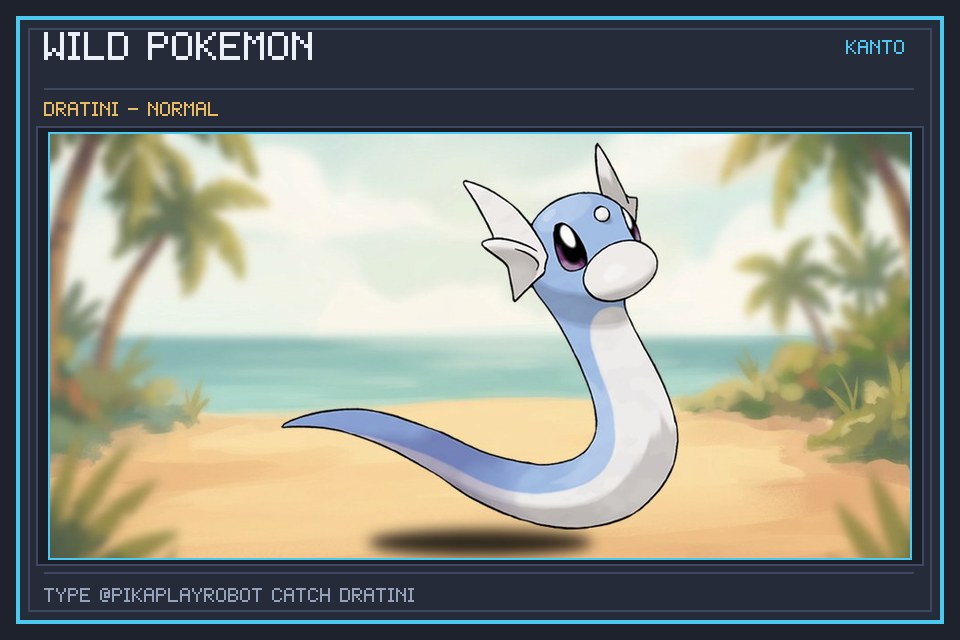 WILD POKEMON
KANTO
DRATINI - NORMAL
TYPE @PIKAPLAYROBOT CATCH DRATINI